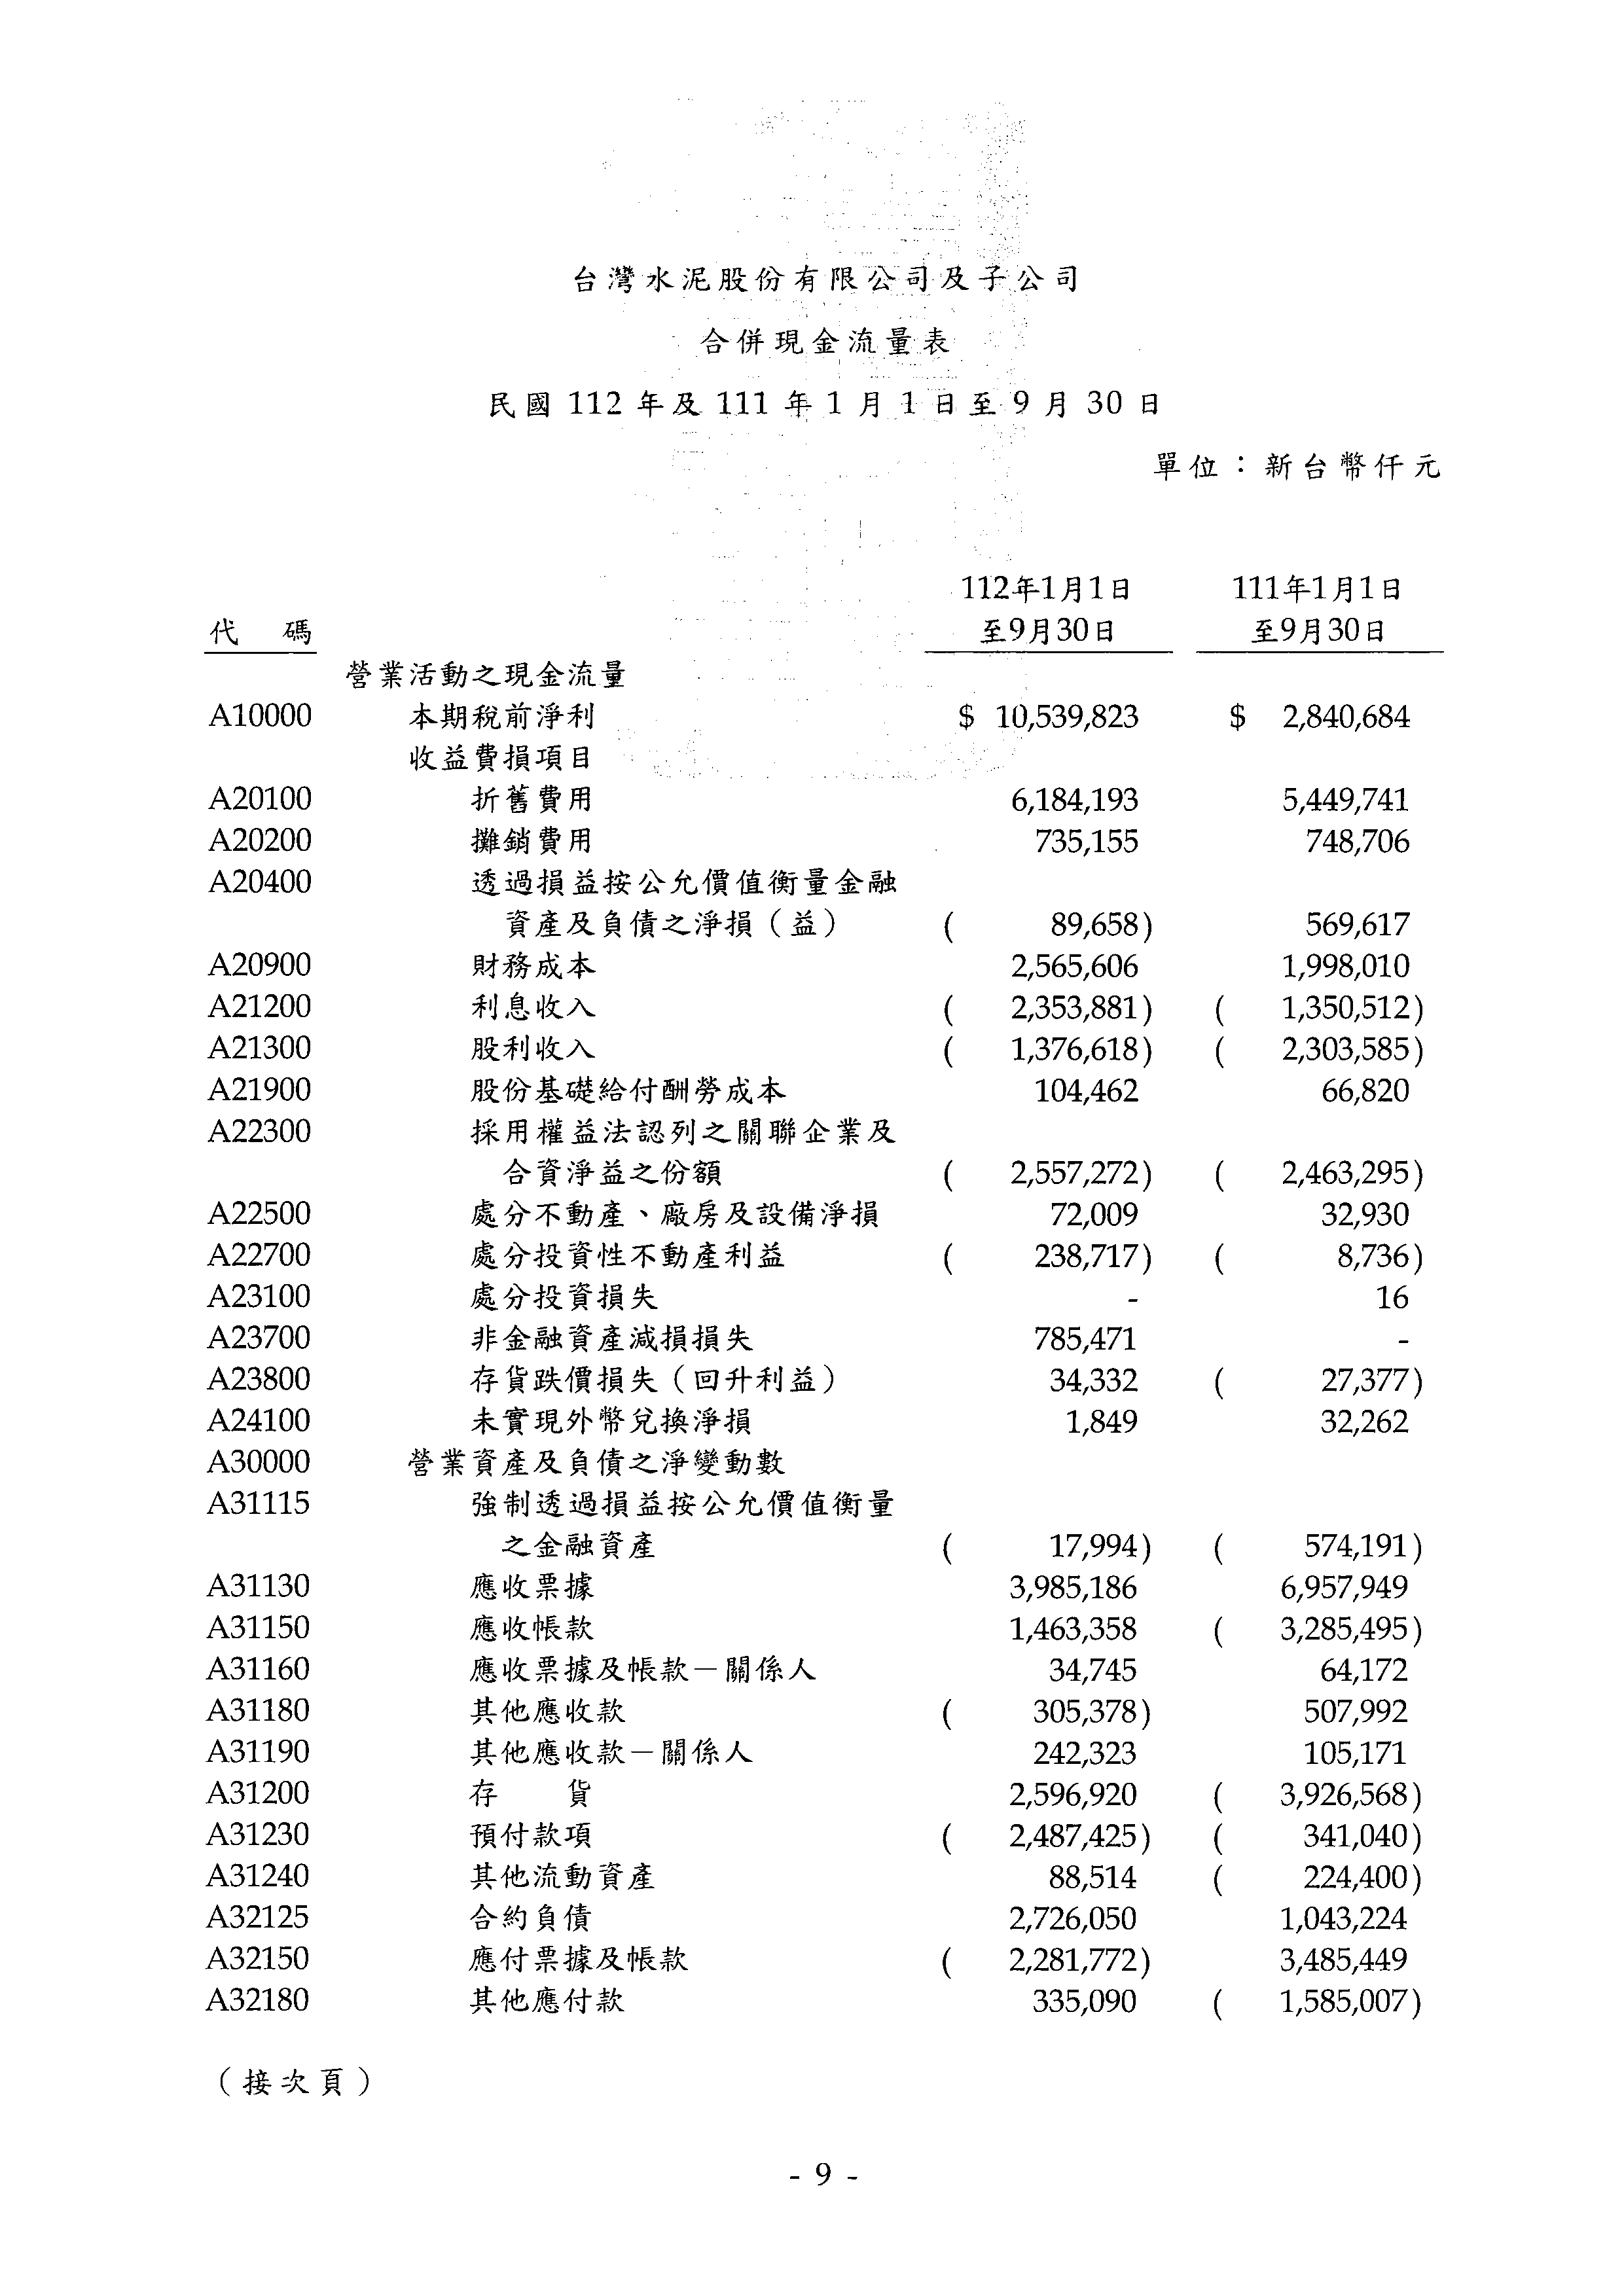 台灣水泥股份有限公司及子公司
合併現金流量表
民國 112 年及 111 年 1 月 1 日至 9 月 30 日
單位：新台幣仟元
112年1月1日 111年1月1日
代 碼 至9月30日 至9月30日
營業活動之現金流量
A10000 本期稅前淨利 $ 10,539,823 $ 2,840,684
收益費損項目
A20100 折舊費用 6,184,193 5,449,741
A20200 攤銷費用 735,155 748,706
A20400 透過損益按公允價值衡量金融
資產及負債之淨損（益） ( 89,658) 569,617
A20900 財務成本 2,565,606 1,998,010
A21200 利息收入 ( 2,353,881) ( 1,350,512)
A21300 股利收入 ( 1,376,618) ( 2,303,585)
A21900 股份基礎給付酬勞成本 104,462 66,820
A22300 採用權益法認列之關聯企業及
合資淨益之份額 ( 2,557,272) ( 2,463,295)
A22500 處分不動產、廠房及設備淨損 72,009 32,930
A22700 處分投資性不動產利益 ( 238,717) ( 8,736)
A23100 處分投資損失 - 16
A23700 非金融資產減損損失 785,471 -
A23800 存貨跌價損失（回升利益） 34,332 ( 27,377)
A24100 未實現外幣兌換淨損 1,849 32,262
A30000 營業資產及負債之淨變動數
A31115 強制透過損益按公允價值衡量
之金融資產 ( 17,994) ( 574,191)
A31130 應收票據 3,985,186 6,957,949
A31150 應收帳款 1,463,358 ( 3,285,495)
A31160 應收票據及帳款－關係人 34,745 64,172
A31180 其他應收款 ( 305,378) 507,992
A31190 其他應收款－關係人 242,323 105,171
A31200 存 貨 2,596,920 ( 3,926,568)
A31230 預付款項 ( 2,487,425) ( 341,040)
A31240 其他流動資產 88,514 ( 224,400)
A32125 合約負債 2,726,050 1,043,224
A32150 應付票據及帳款 ( 2,281,772) 3,485,449
A32180 其他應付款 335,090 ( 1,585,007)
（接次頁）
- 9 -